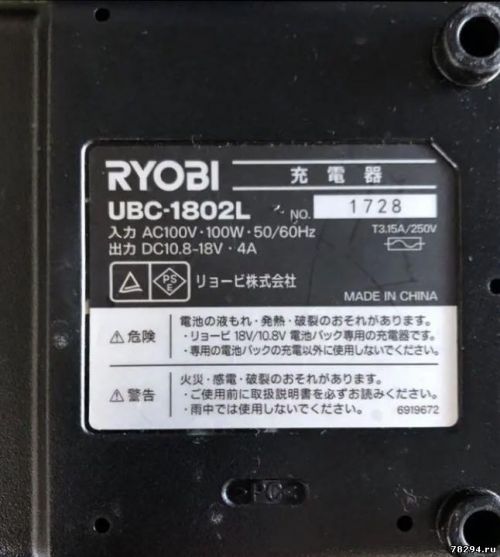 RYOBI 充電器
UBC-1802L NO. 1728
入力 AC100V・100W・50/60Hz T3.15A/250V
出力 DC10.8-18V・4A
PS E リョービ株式会社
MADE IN CHINA
⚠危険 電池の液もれ・発熱・破裂のおそれがあります。
・リョービ 18V/10.8V 電池パック専用の充電器です。
・専用の電池パックの充電以外に使用しないでください。
⚠警告 火災・感電・破裂のおそれがあります。
・ご使用前に取扱説明書を必ずお読みください。
・雨中では使用しないでください。 6919672
>PC<
78294.ru